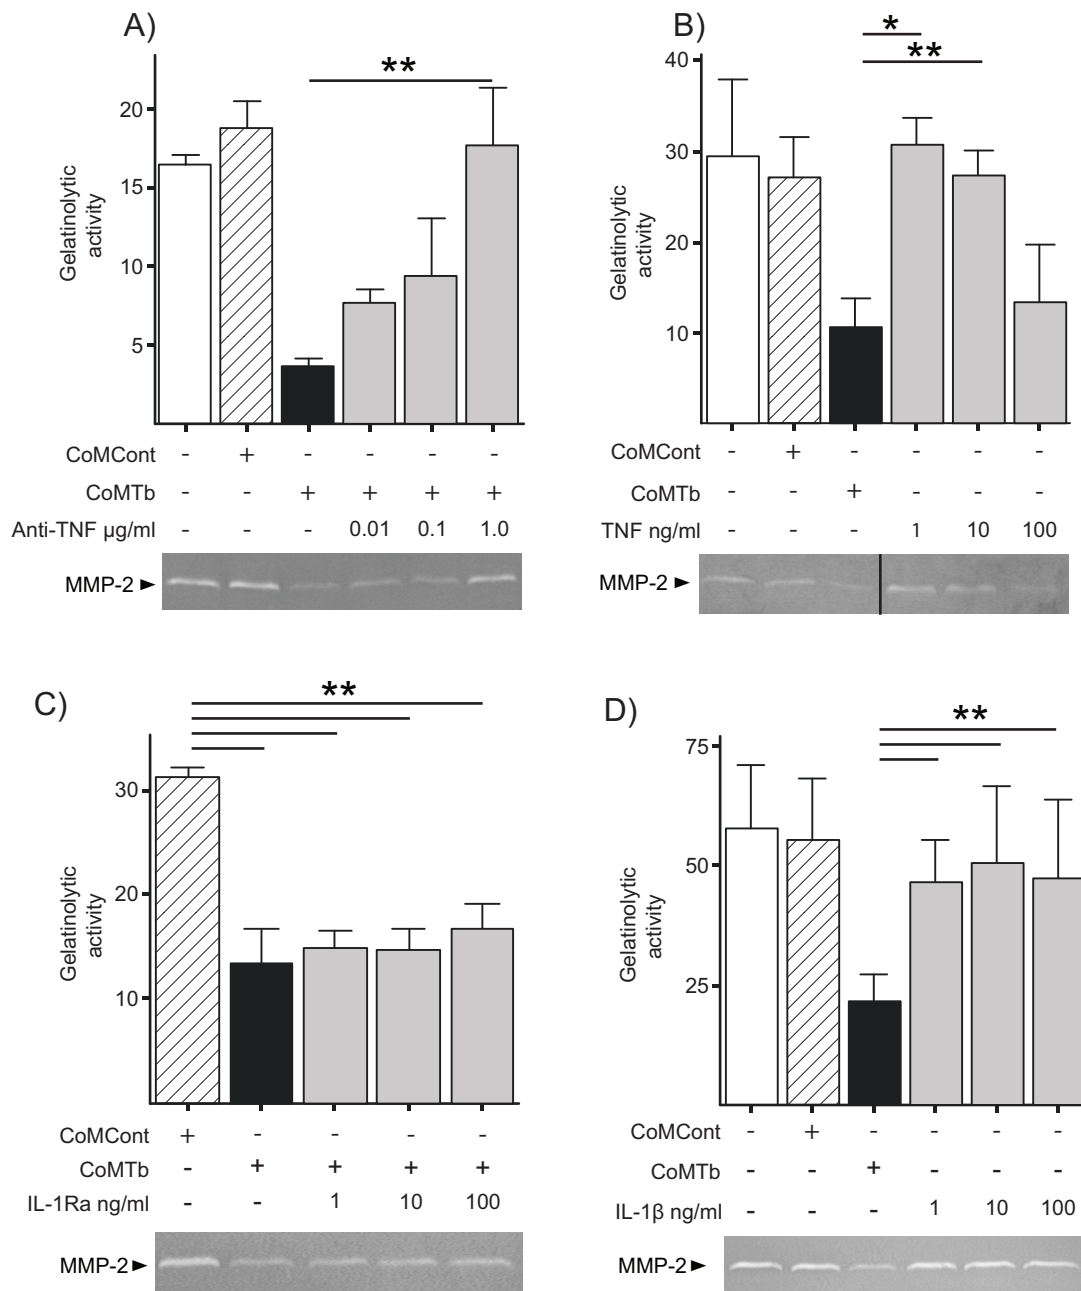 A)
**
20
15
10
5
Gelatinolytic
activity
CoMCont - + - - - -
CoMTb - - + + + +
Anti-TNF µg/ml - - - 0.01 0.1 1.0
MMP-2
B)
*
**
40
30
20
10
Gelatinolytic
activity
CoMCont - + - - - -
CoMTb - - + - - -
TNF ng/ml - - - 1 10 100
MMP-2
C)
**
30
20
10
Gelatinolytic
activity
CoMCont + - - - -
CoMTb - + + + +
IL-1Ra ng/ml - - 1 10 100
MMP-2
D)
**
75
50
25
Gelatinolytic
activity
CoMCont - + - - - -
CoMTb - - + - - -
IL-1β ng/ml - - - 1 10 100
MMP-2